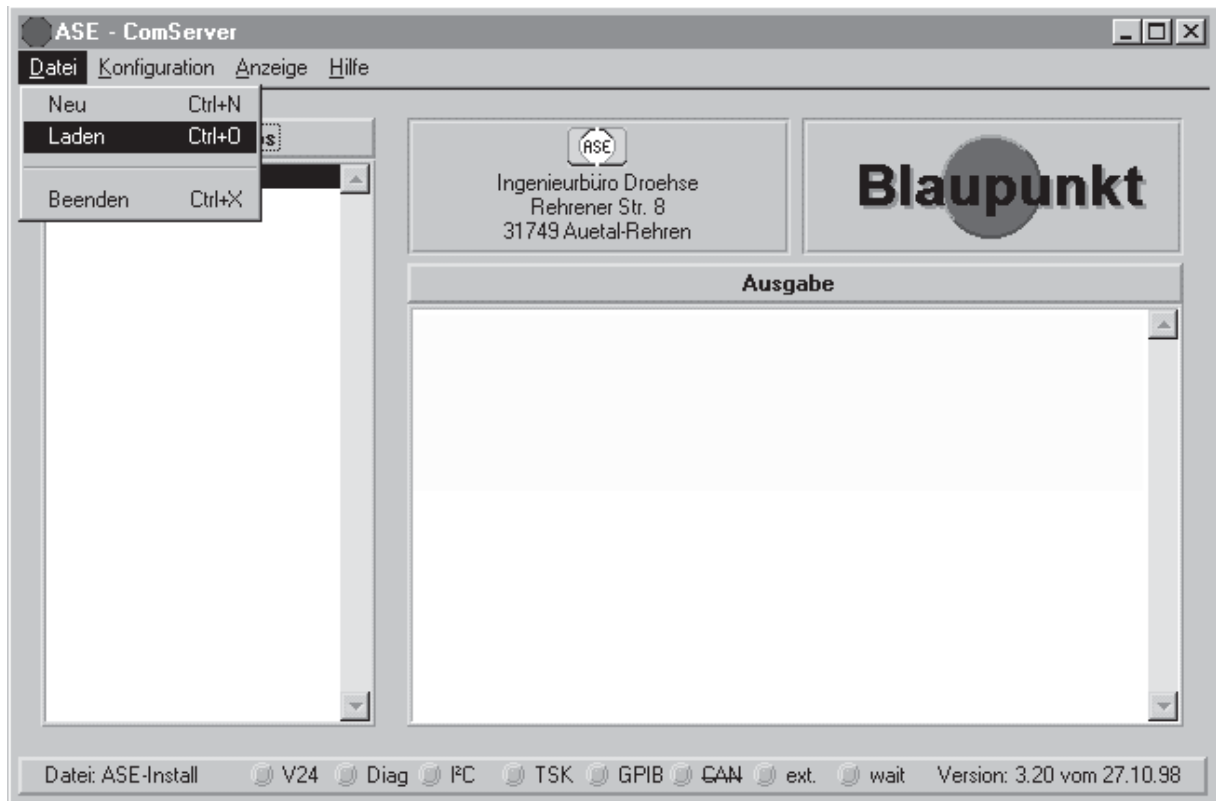 ASE - ComServer
Datei Konfiguration Anzeige Hilfe
Neu Ctrl+N
Laden Ctrl+O
Beenden Ctrl+X
ASE
Ingenieurbüro Droehse
Rehrener Str. 8
31749 Auetal-Rehren
Blaupunkt
Ausgabe
Datei: ASE-Install V24 Diag I²C TSK GPIB CAN ext. wait Version: 3.20 vom 27.10.98